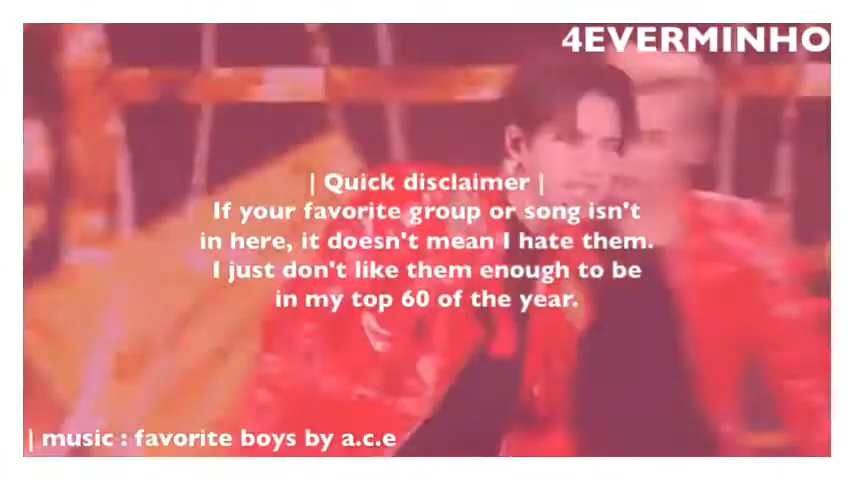 4EVERMINHO
| Quick disclaimer |
If your favorite group or song isn't
in here, it doesn't mean I hate them.
I just don't like them enough to be
in my top 60 of the year.
| music : favorite boys by a.c.e